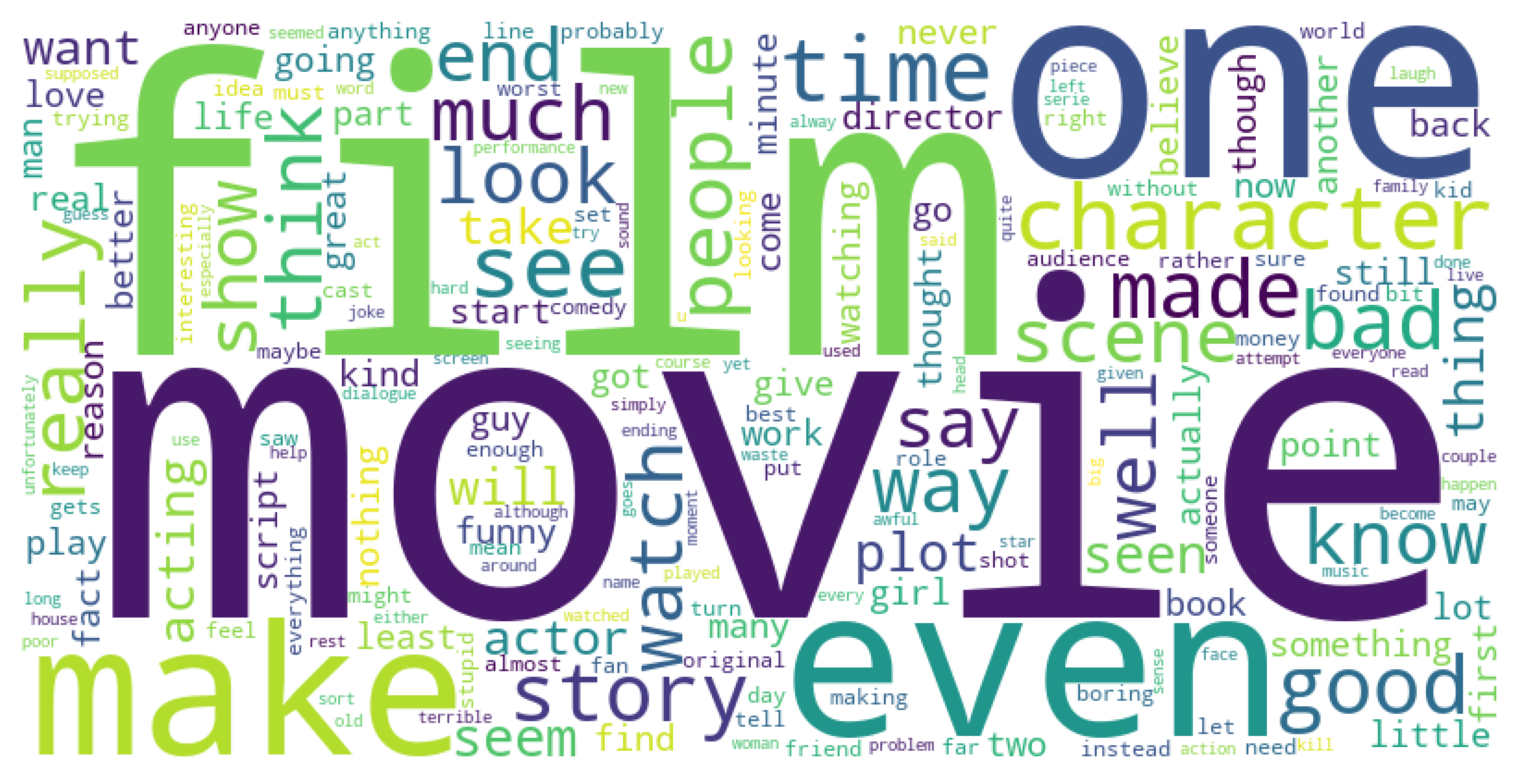 want
anyone
seemed
anything
line
probably
never
world
supposed
going
end
time
one
film
love
idea
must
word
worst
new
people
minute
piece
left
serie
right
laugh
trying
life
part
much
alway
director
believe
though
another
back
man
think
performance
look
real
guess
show
great
take
set
try
sound
see
come
watching
go
said
quite
without
now
family
kid
character
better
interesting
especially
act
cast
joke
hard
start
comedy
looking
thought
audience
rather
sure
still
done
live
found
bit
made
bad
really
reason
maybe
kind
dialogue
screen
seeing
u
used
course
yet
head
scene
money
attempt
everyone
read
thing
movie
got
give
given
well
actually
unfortunately
keep
use
saw
help
guy
enough
simply
ending
best
work
waste
put
say
role
way
big
point
couple
happen
may
become
know
gets
play
acting
script
nothing
will
although
funny
mean
around
goes
watch
moment
awful
plot
star
shot
seen
someone
music
long
house
poor
fact
feel
everything
might
either
least
name
played
every
girl
book
lot
watched
turn
many
make
rest
stupid
actor
almost
fan
original
even
something
first
face
sense
sort
old
terrible
story
day
tell
making
boring
good
seem
find
woman
friend
problem
far
two
let
instead
action
need
kill
little